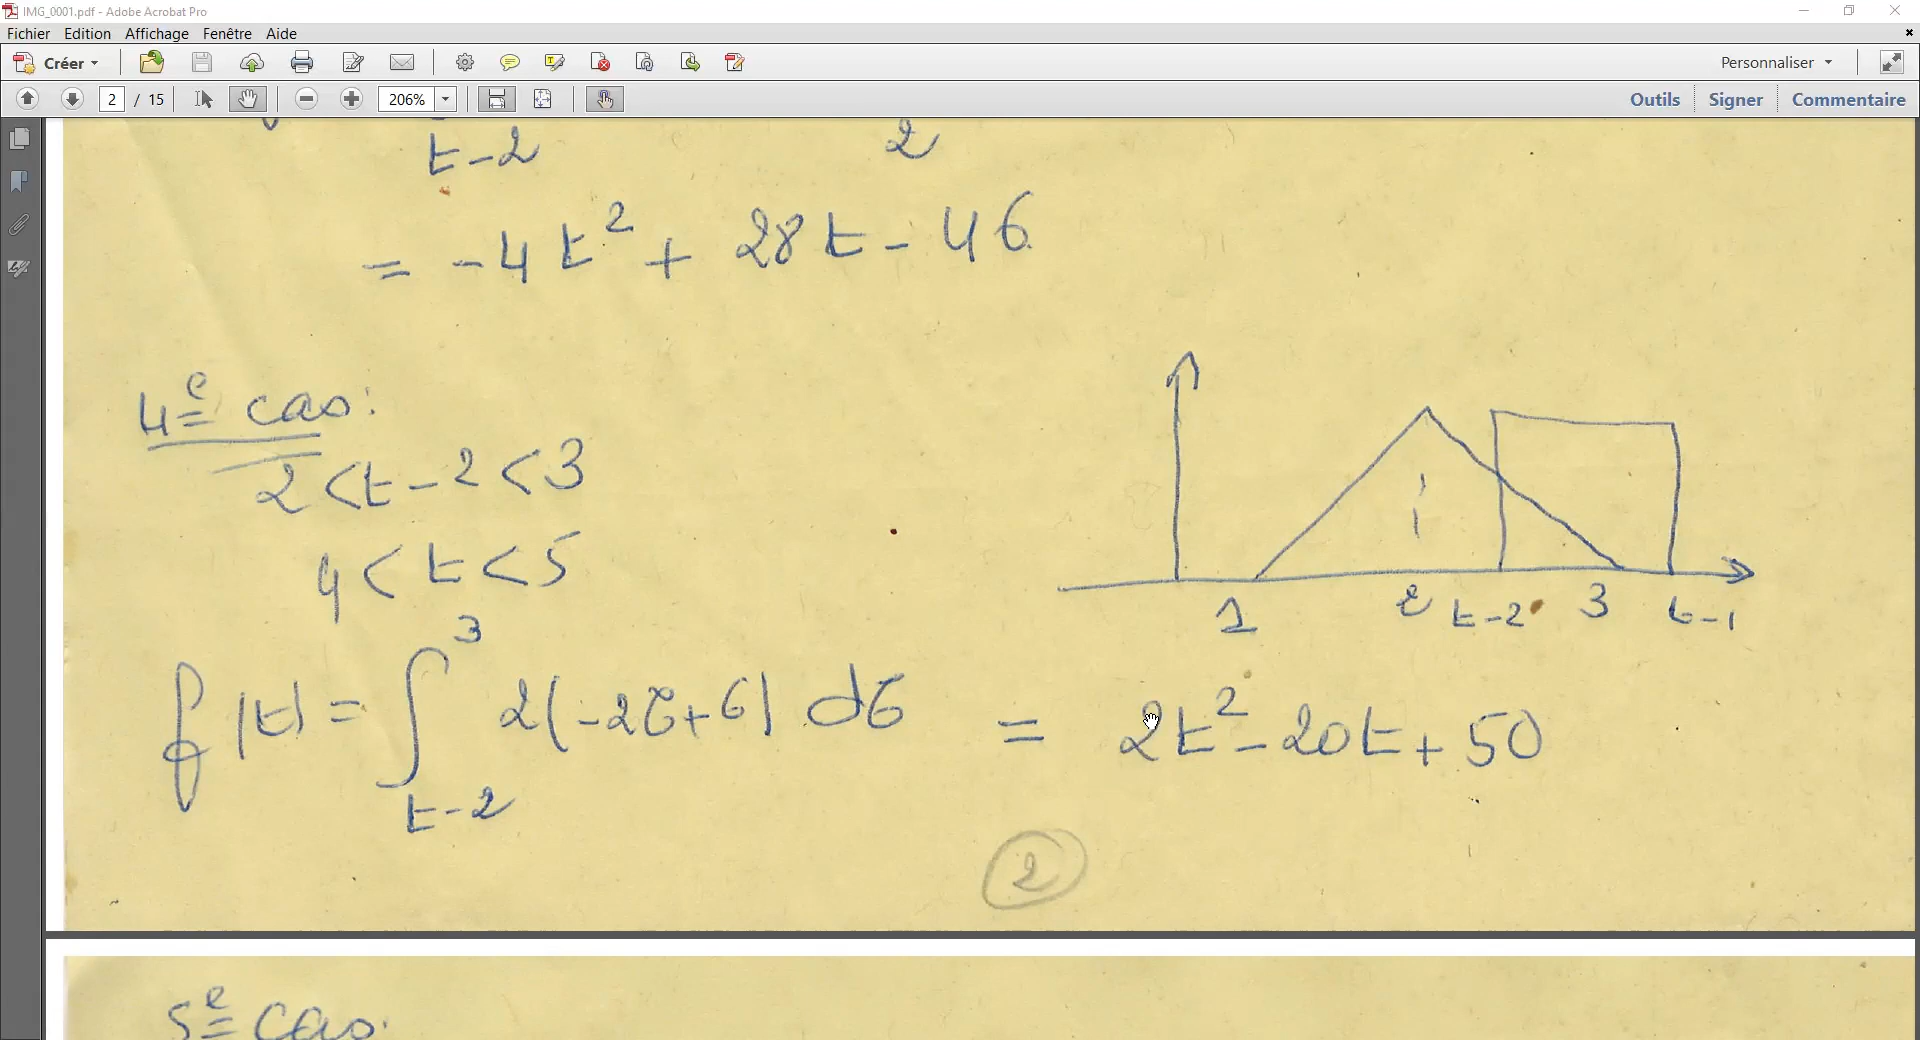 IMG_0001.pdf - Adobe Acrobat Pro
Fichier Edition Affichage Fenêtre Aide
Créer Personnaliser
2 / 15 206% Outils Signer Commentaire
t-2 2
= -4t² + 28t - 46
4e cas:
2 < t-2 < 3
4 < t < 5
1 2 t-2 3 t-1
f(t) = ∫ 3 t-2 2(-2τ+6) dτ = 2t² - 20t + 50
2
5e cas: